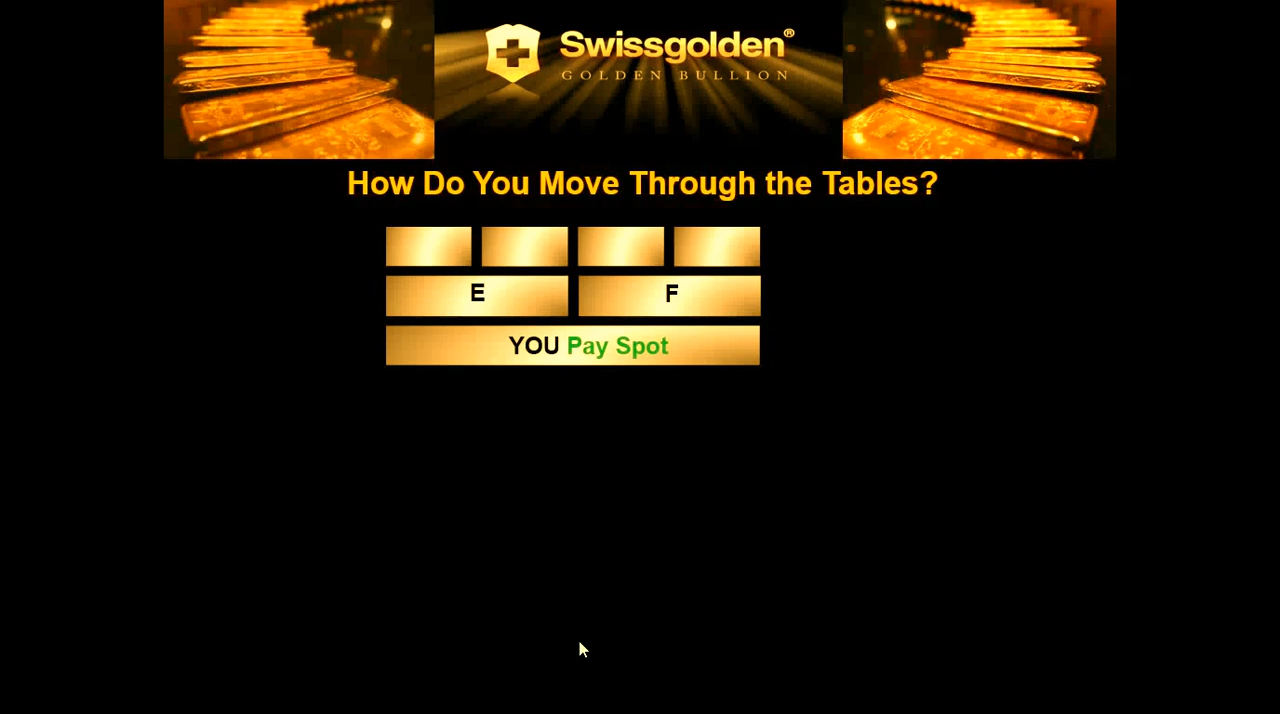 Swissgolden®
GOLDEN BULLION
How Do You Move Through the Tables?
E F
YOU Pay Spot